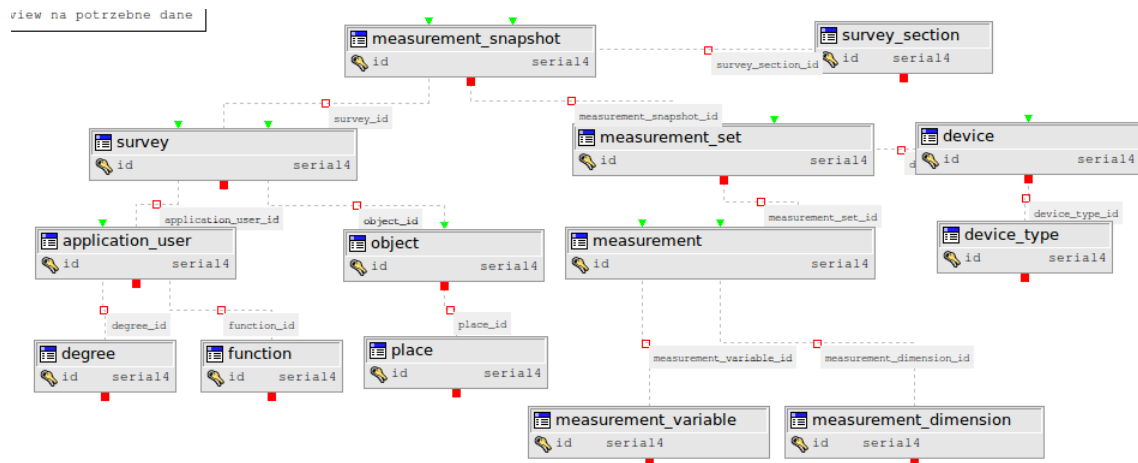 view na potrzebne dane
measurement_snapshot
id serial4
survey_section
id serial4
survey_section_id
survey_id
measurement_snapshot_id
survey
id serial4
measurement_set
id serial4
device
id serial4
d
application_user_id
object_id
measurement_set_id
device_type_id
application_user
id serial4
object
id serial4
measurement
id serial4
device_type
id serial4
degree_id
function_id
place_id
degree
id serial4
function
id serial4
place
id serial4
measurement_variable_id
measurement_dimension_id
measurement_variable
id serial4
measurement_dimension
id serial4